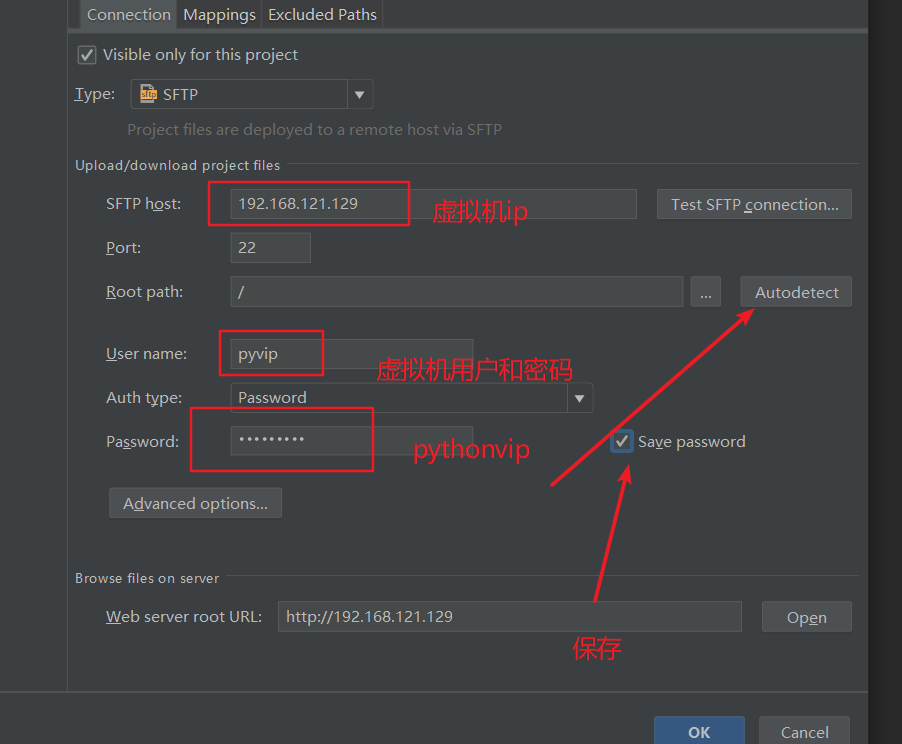 Connection Mappings Excluded Paths
Visible only for this project
Type: SFTP
Project files are deployed to a remote host via SFTP
Upload/download project files
SFTP host: 192.168.121.129 虚拟机ip Test SFTP connection...
Port: 22
Root path: / ... Autodetect
User name: pyvip
虚拟机用户和密码
Auth type: Password
Password: ••••••••• pythonvip Save password
Advanced options...
Browse files on server
Web server root URL: http://192.168.121.129 Open
保存
OK Cancel